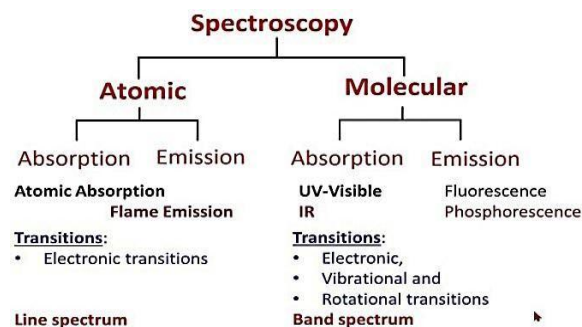 Spectroscopy
Atomic Molecular
Absorption Emission Absorption Emission
Atomic Absorption UV-Visible Fluorescence
Flame Emission IR Phosphorescence
Transitions: Transitions:
• Electronic transitions • Electronic,
• Vibrational and
• Rotational transitions
Line spectrum Band spectrum